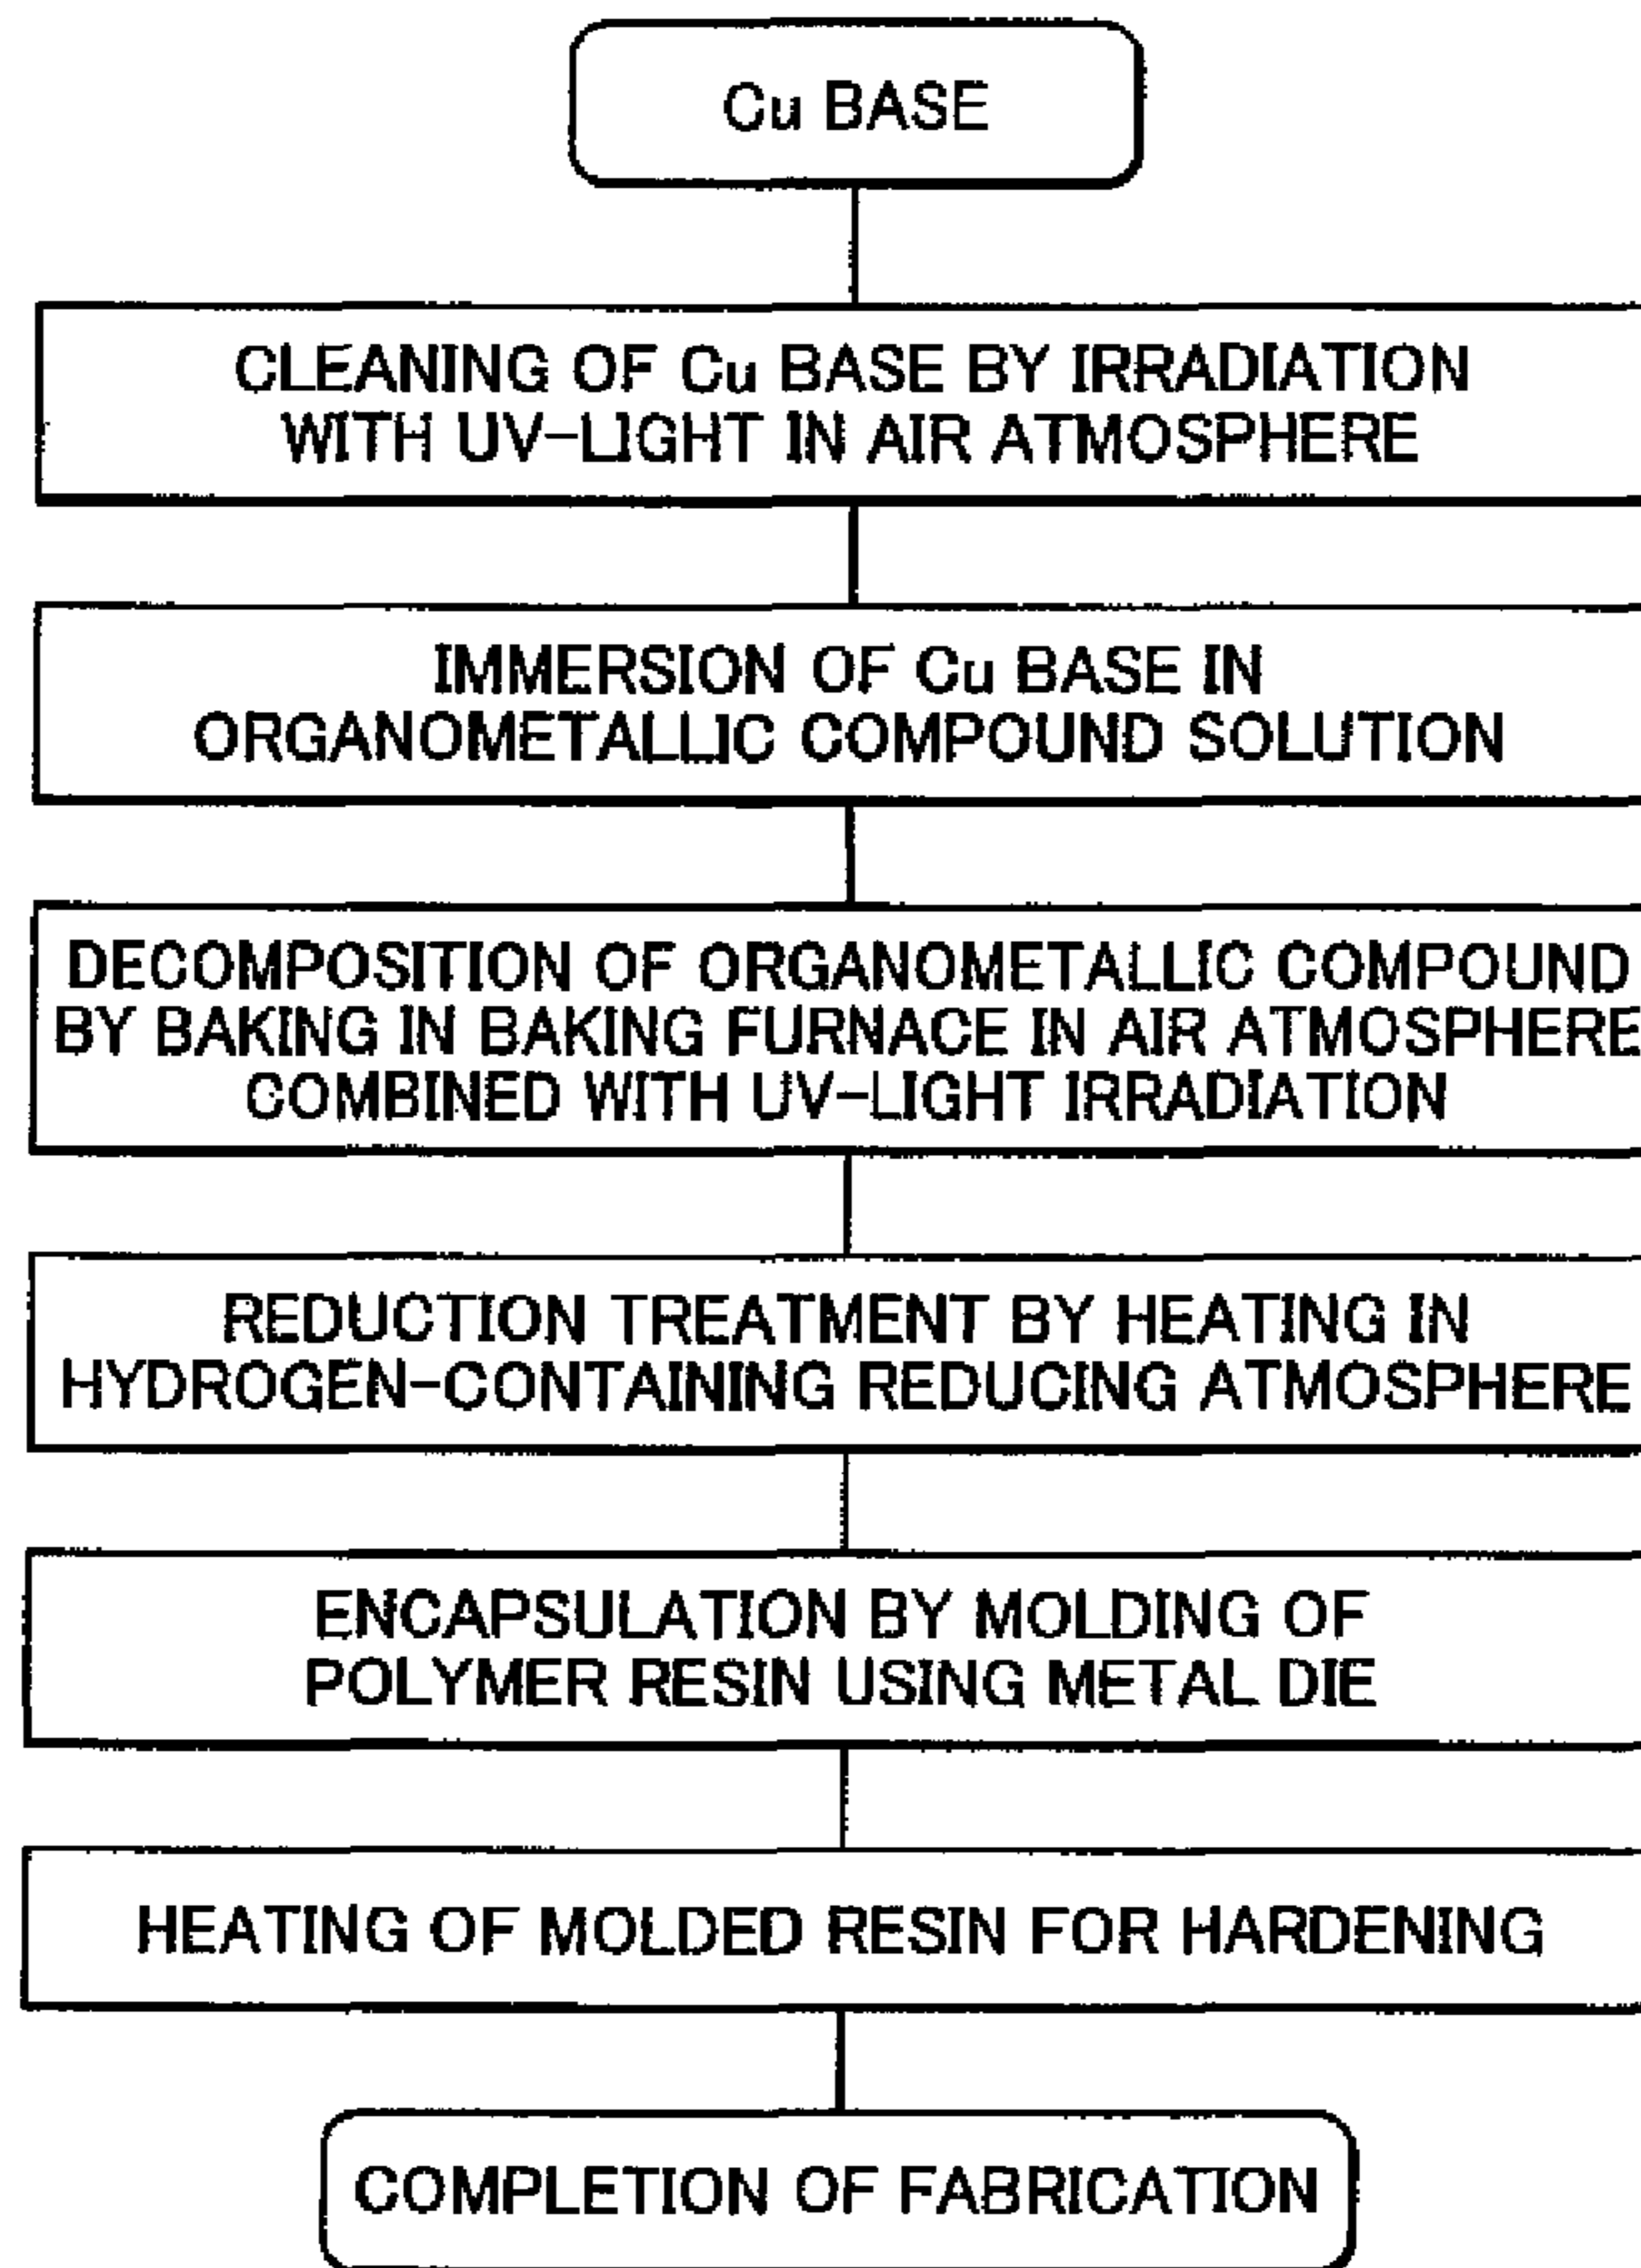 Cu BASE
CLEANING OF Cu BASE BY IRRADIATION
WITH UV-LIGHT IN AIR ATMOSPHERE
IMMERSION OF Cu BASE IN
ORGANOMETALLIC COMPOUND SOLUTION
DECOMPOSITION OF ORGANOMETALLIC COMPOUND
BY BAKING IN BAKING FURNACE IN AIR ATMOSPHERE
COMBINED WITH UV-LIGHT IRRADIATION
REDUCTION TREATMENT BY HEATING IN
HYDROGEN-CONTAINING REDUCING ATMOSPHERE
ENCAPSULATION BY MOLDING OF
POLYMER RESIN USING METAL DIE
HEATING OF MOLDED RESIN FOR HARDENING
COMPLETION OF FABRICATION